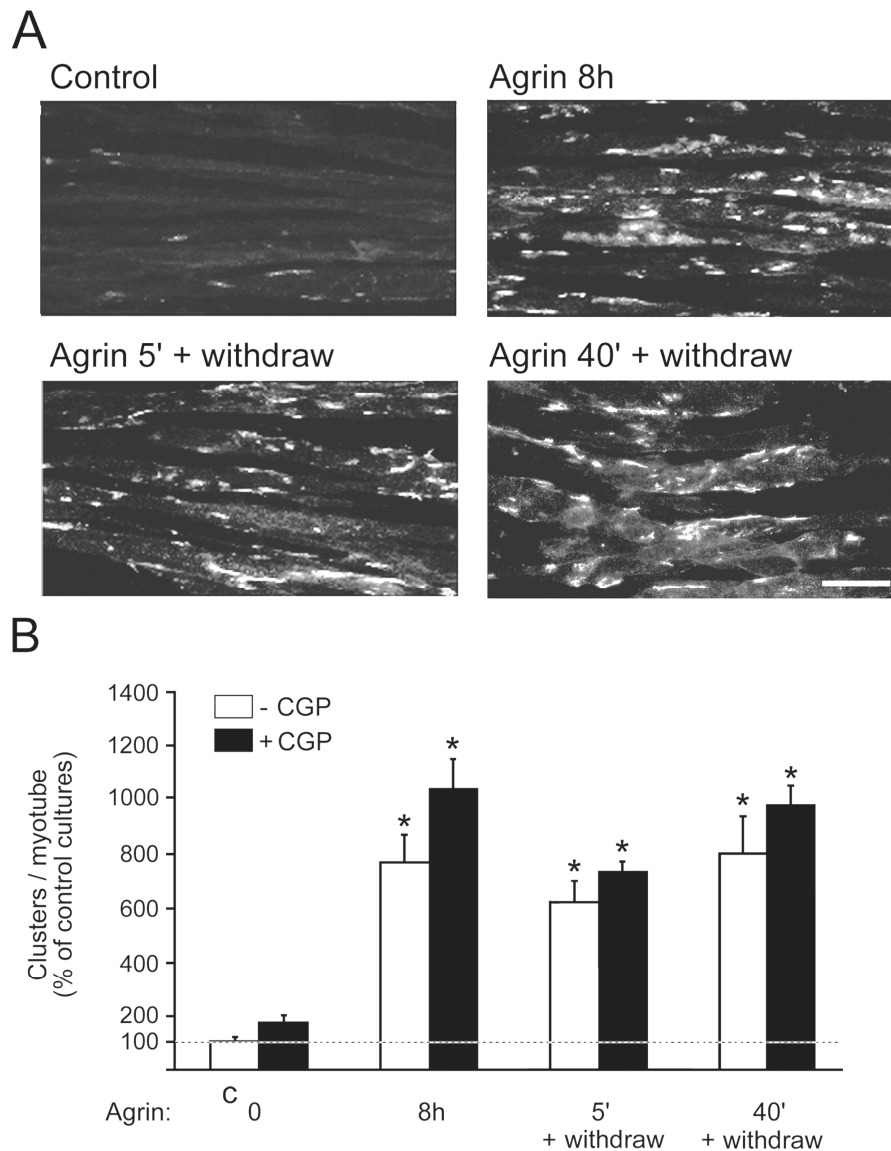 A
Control
Agrin 8h
Agrin 5' + withdraw
Agrin 40' + withdraw
B
Clusters / myotube
(% of control cultures)
1400
1200
1000
800
600
400
200
100
- CGP
+ CGP
*
*
*
*
*
*
c
Agrin:
0
8h
5'
+ withdraw
40'
+ withdraw